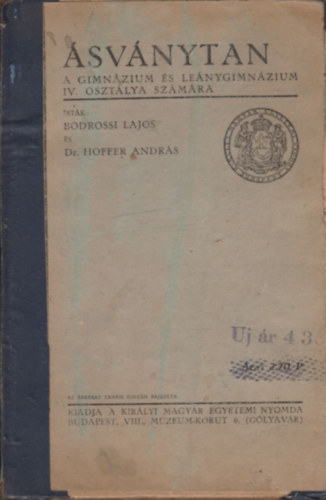 ÁSVÁNYTAN
A GIMNÁZIUM ÉS LEÁNYGIMNÁZIUM
IV. OSZTÁLYA SZÁMÁRA
ÍRTÁK
BODROSSI LAJOS
ÉS
Dr. HOFFER ANDRÁS
Uj ár 4 3
KIADJA A KIRÁLYI MAGYAR EGYETEMI NYOMDA
BUDAPEST, VIII., MÚZEUM-KÖRUT 6. (GÓLYAVÁR)